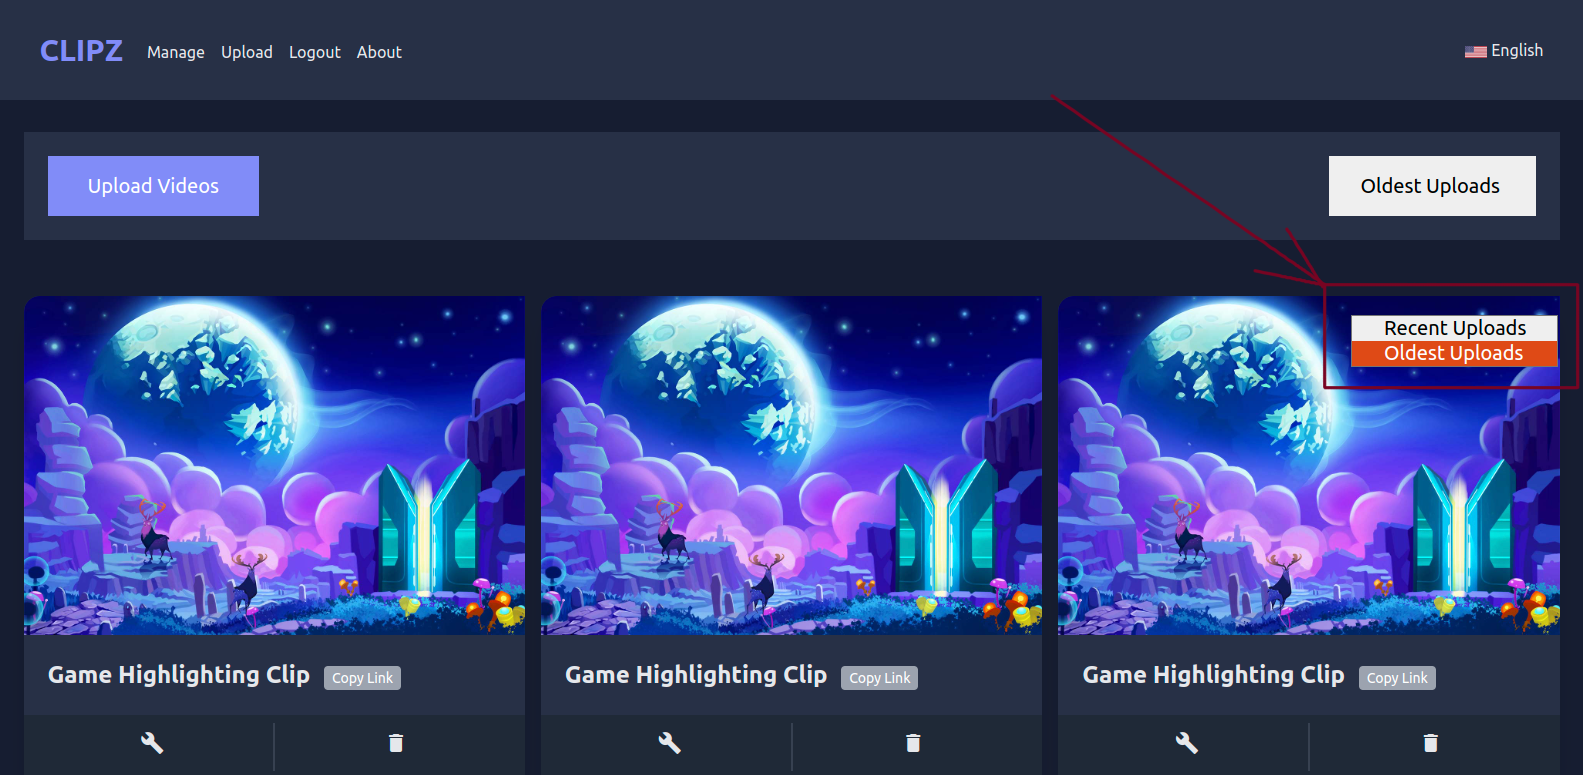 CLIPZ Manage Upload Logout About English
Upload Videos Oldest Uploads
Recent Uploads
Oldest Uploads
Game Highlighting Clip Copy Link Game Highlighting Clip Copy Link Game Highlighting Clip Copy Link